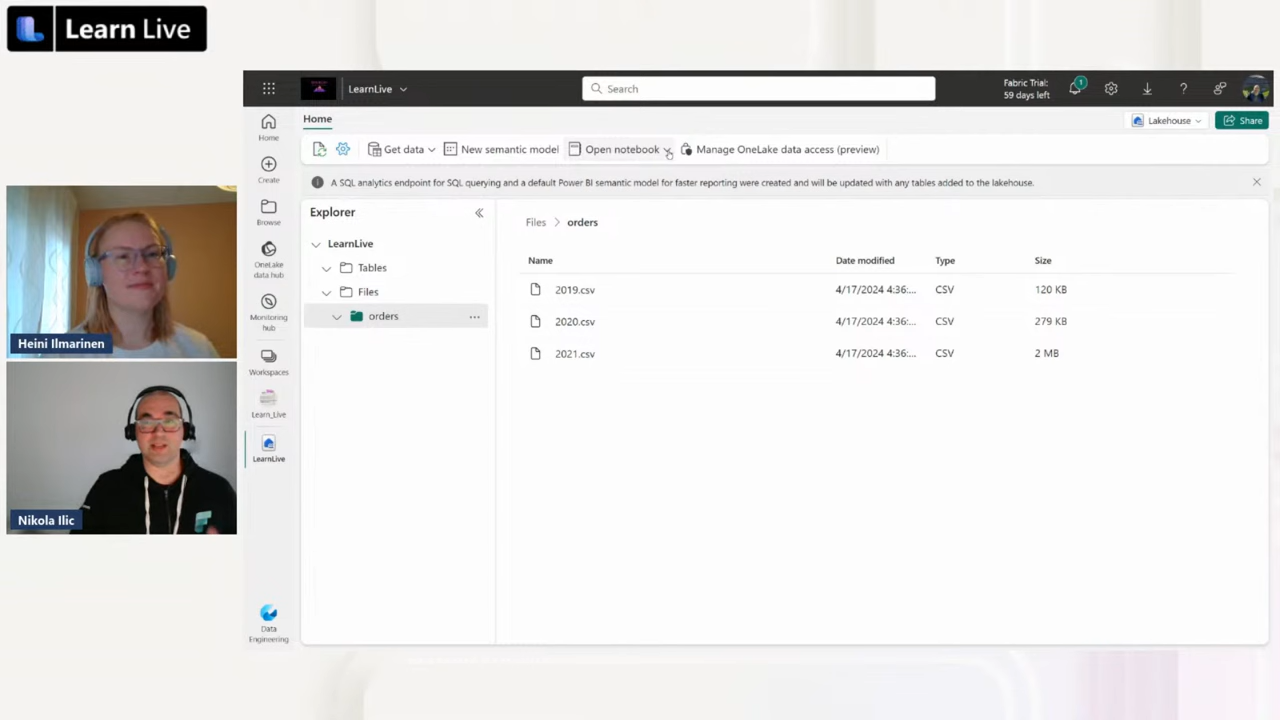 Learn Live
LearnLive
Search
Fabric Trial:
59 days left
1
?
Home
Lakehouse
Share
Get data
New semantic model
Open notebook
Manage OneLake data access (preview)
A SQL analytics endpoint for SQL querying and a default Power BI semantic model for faster reporting were created and will be updated with any tables added to the lakehouse.
Home
Create
Browse
OneLake
data hub
Monitoring
hub
Workspaces
Learn_Live
LearnLive
Data
Engineering
Explorer
LearnLive
Tables
Files
orders
...
Files > orders
Name Date modified Type Size
2019.csv 4/17/2024 4:36:... CSV 120 KB
2020.csv 4/17/2024 4:36:... CSV 279 KB
2021.csv 4/17/2024 4:36:... CSV 2 MB
Heini Ilmarinen
Nikola Ilic